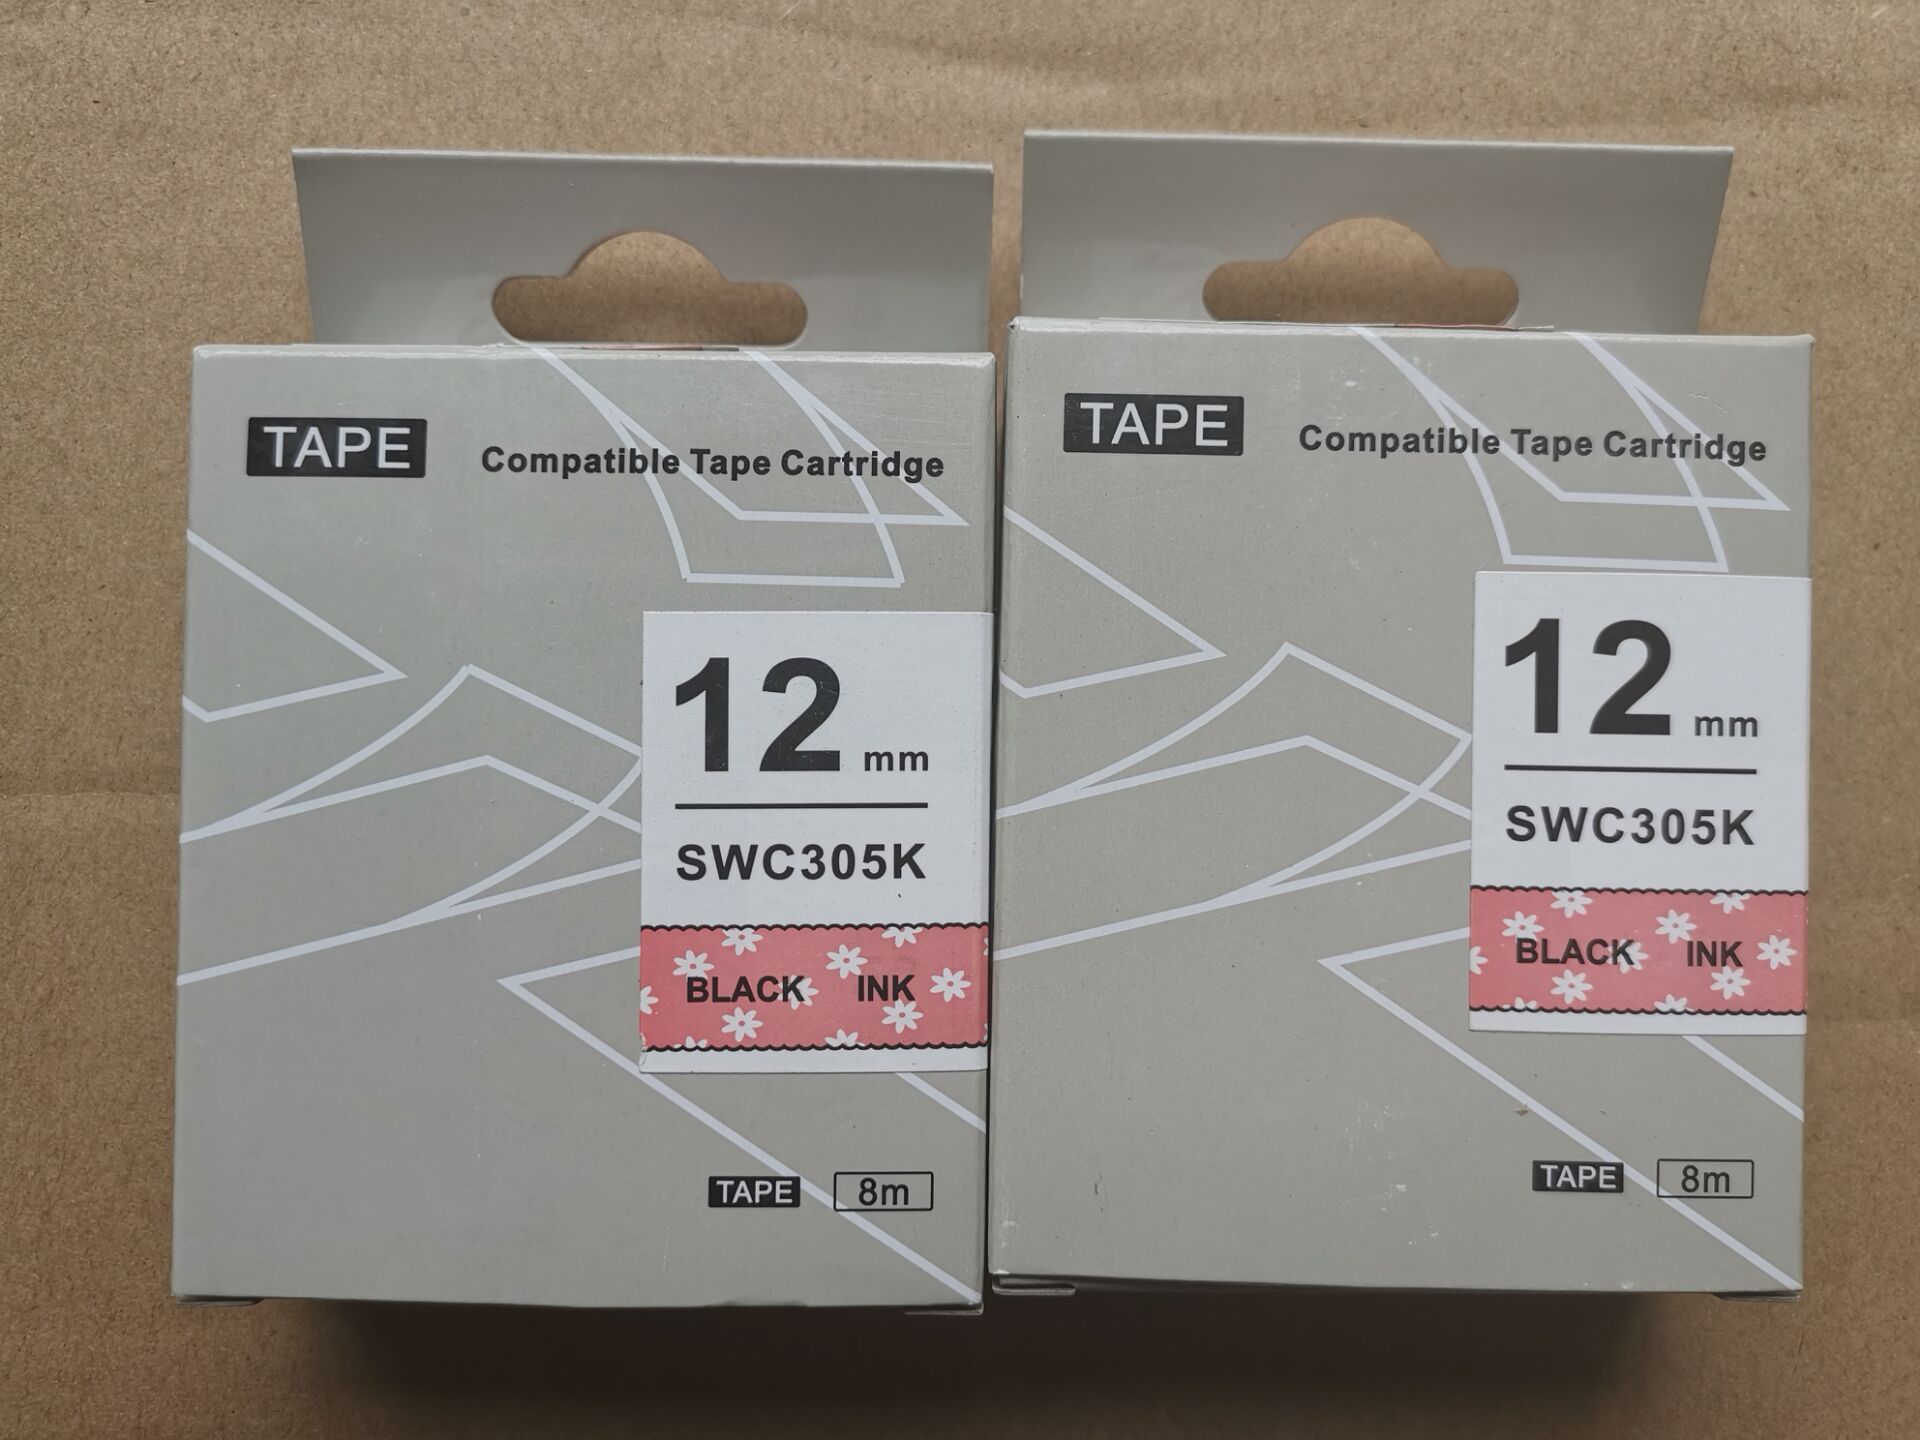 TAPE Compatible Tape Cartridge
12 mm
SWC305K
BLACK INK
TAPE 8m
TAPE Compatible Tape Cartridge
12 mm
SWC305K
BLACK INK
TAPE 8m